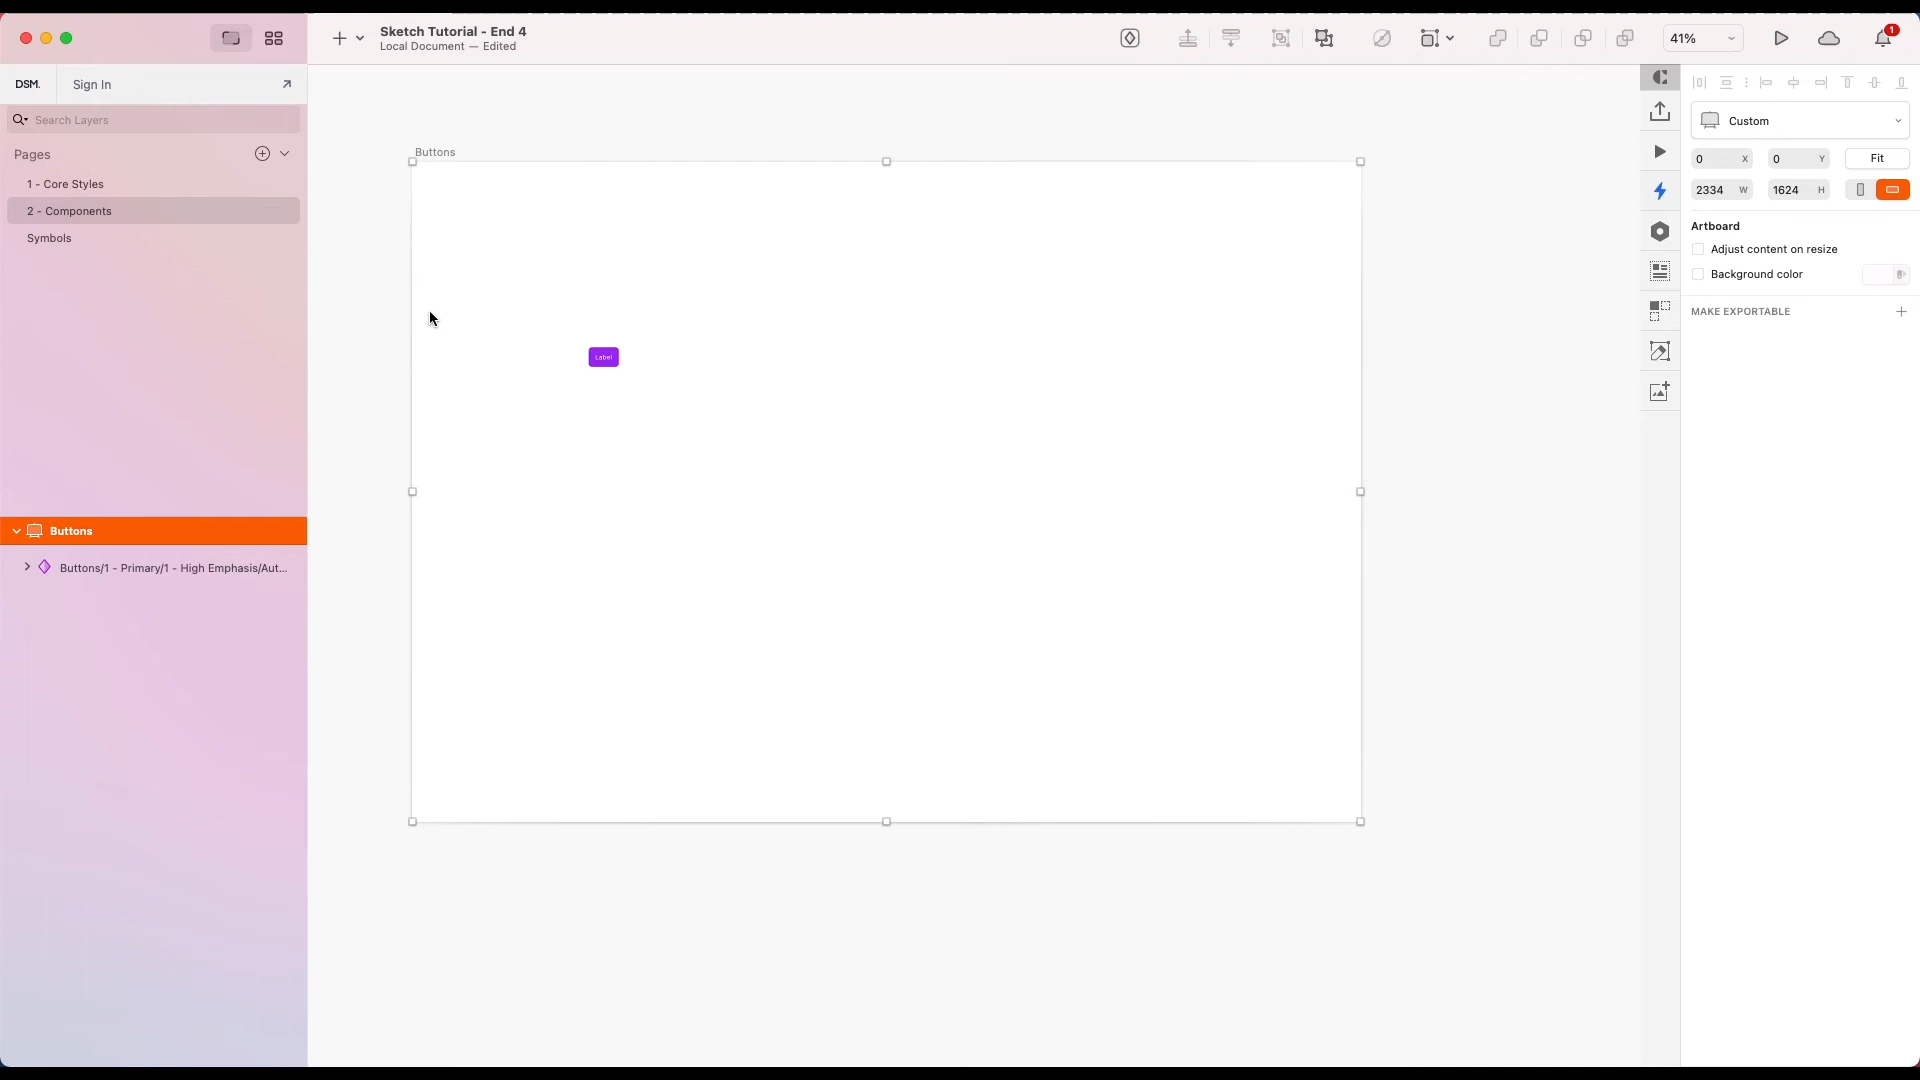 Sketch Tutorial - End 4
Local Document — Edited
41%
1
DSM.
Sign In
Search Layers
Pages
1 - Core Styles
2 - Components
Symbols
Buttons
Buttons/1 - Primary/1 - High Emphasis/Aut...
Buttons
Label
Custom
0 X
0 Y
Fit
2334 W
1624 H
Artboard
Adjust content on resize
Background color
MAKE EXPORTABLE